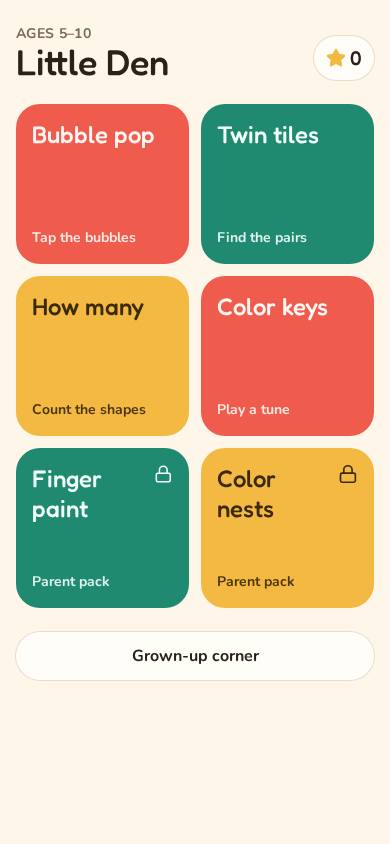 AGES 5–10
Little Den
0
Bubble pop
Tap the bubbles
Twin tiles
Find the pairs
How many
Count the shapes
Color keys
Play a tune
Finger
paint
Parent pack
Color
nests
Parent pack
Grown-up corner